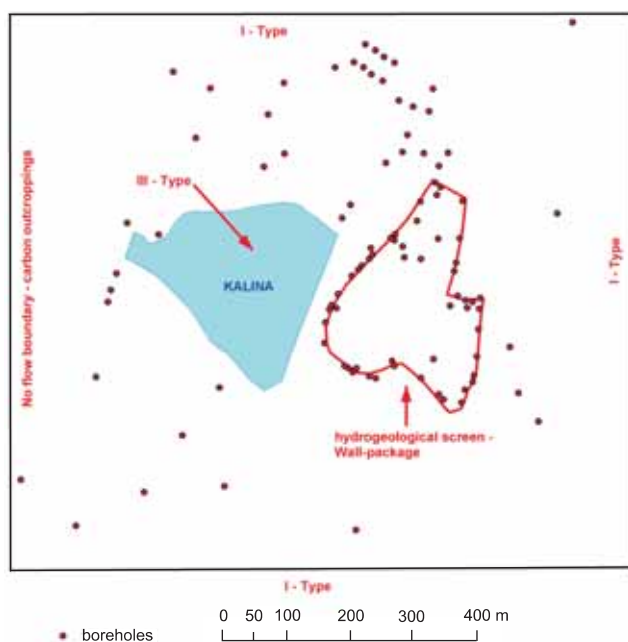 I - Type
III - Type
KALINA
No flow boundary - carbon outcroppings
I - Type
hydrogeological screen -
Wall-package
I - Type
0 50 100 200 300 400 m
boreholes